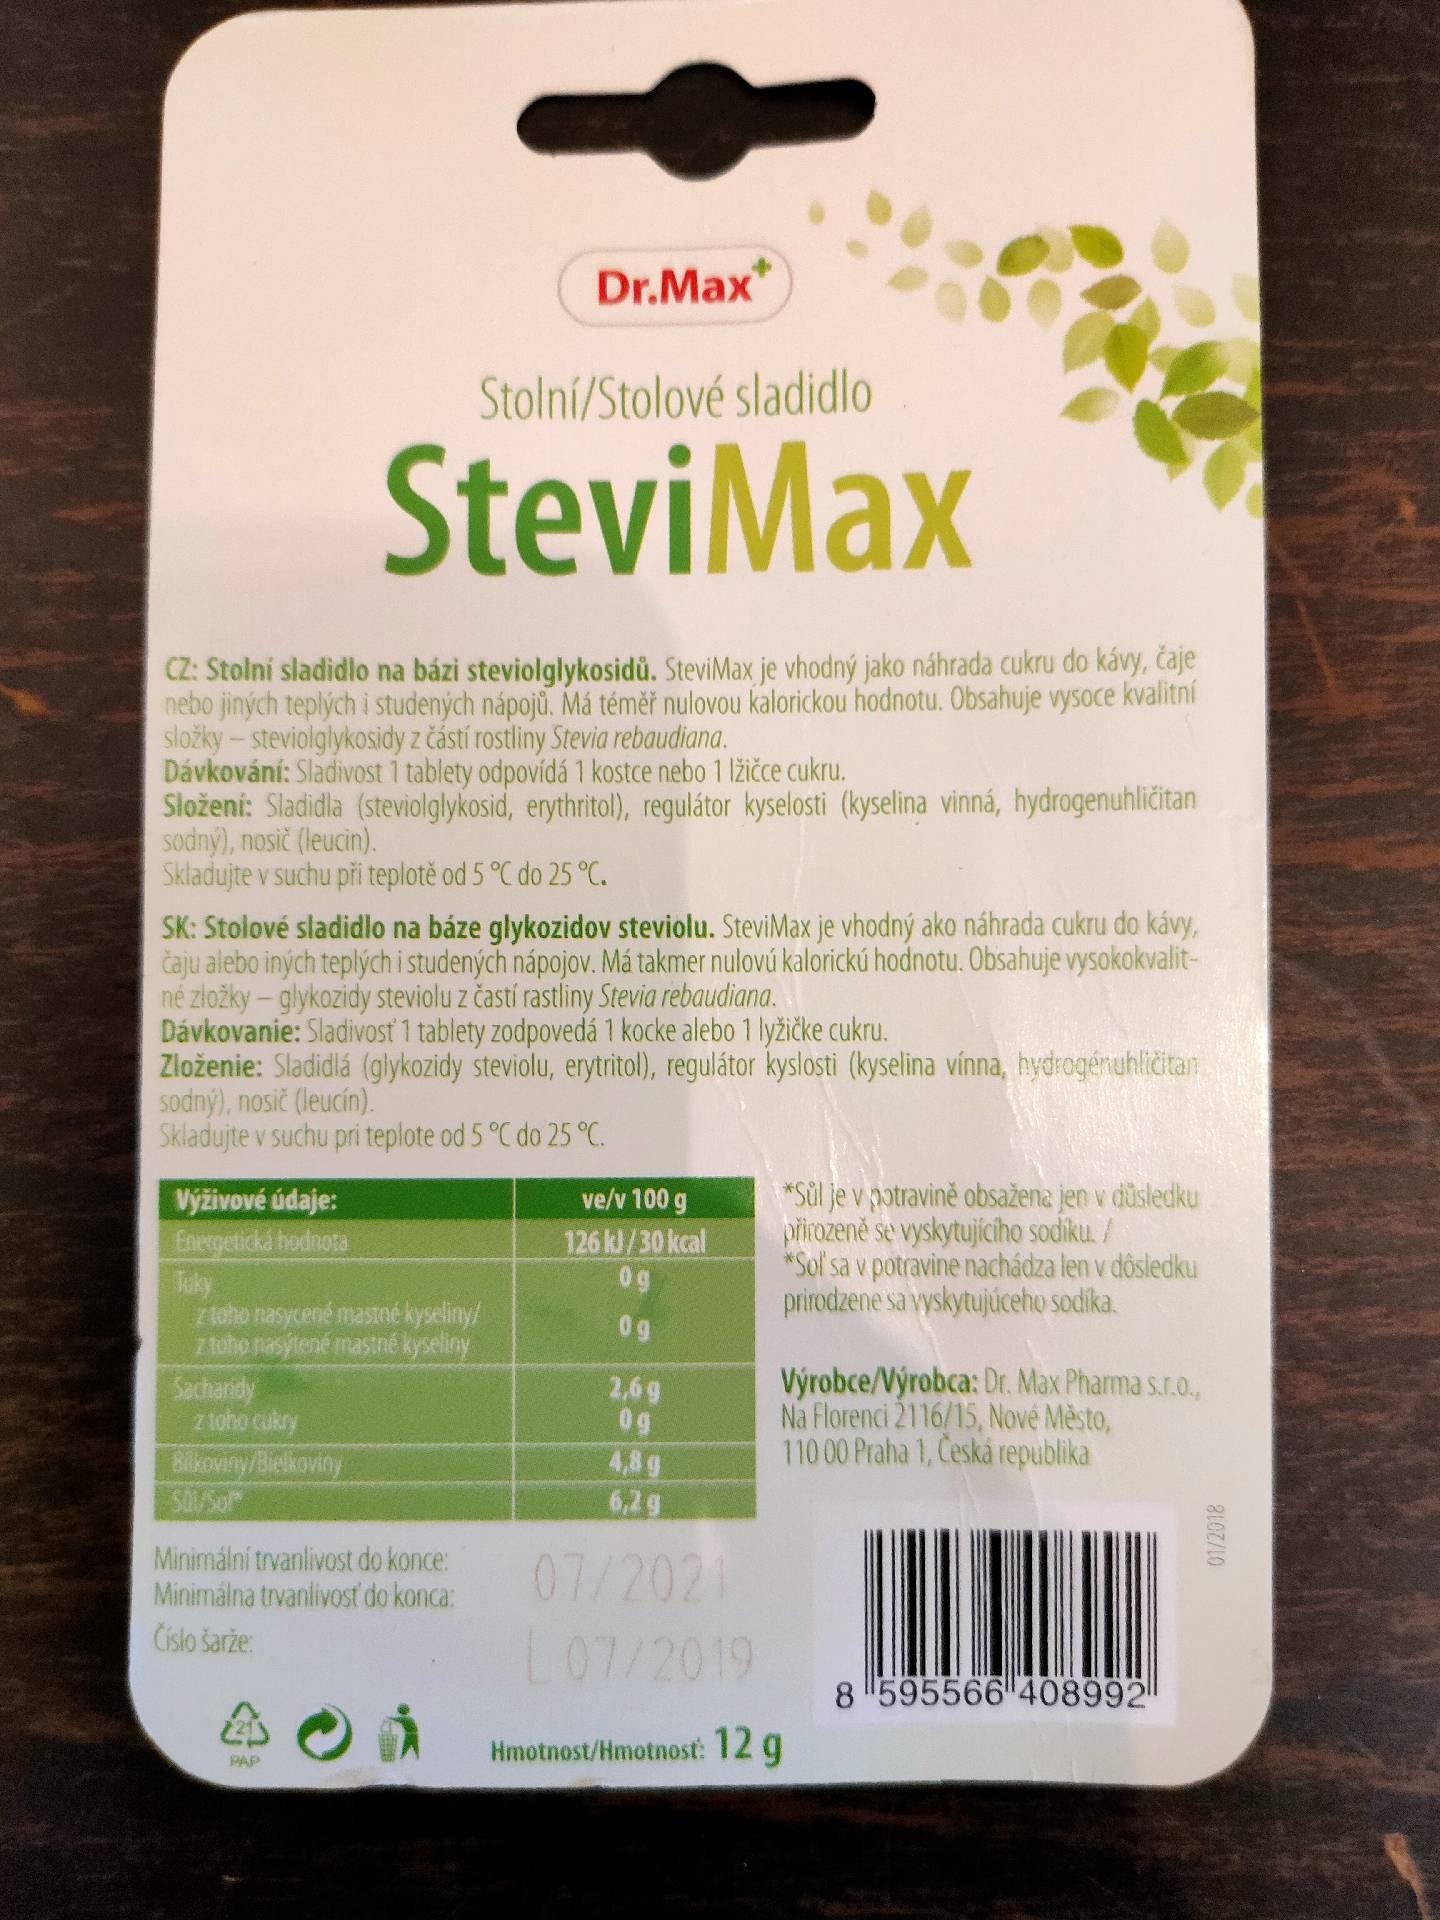 Dr.Max+
Stolní/Stolové sladidlo
SteviMax
CZ: Stolní sladidlo na bázi steviolglykosidů. SteviMax je vhodný jako náhrada cukru do kávy, čaje
nebo jiných teplých i studených nápojů. Má téměř nulovou kalorickou hodnotu. Obsahuje vysoce kvalitní
složky – steviolglykosidy z částí rostliny Stevia rebaudiana.
Dávkování: Sladivost 1 tablety odpovídá 1 kostce nebo 1 lžičce cukru.
Složení: Sladidla (steviolglykosid, erythritol), regulátor kyselosti (kyselina vinná, hydrogenuhličitan
sodný), nosič (leucin).
Skladujte v suchu při teplotě od 5 °C do 25 °C.
SK: Stolové sladidlo na báze glykozidov steviolu. SteviMax je vhodný ako náhrada cukru do kávy,
čaju alebo iných teplých i studených nápojov. Má takmer nulovú kalorickú hodnotu. Obsahuje vysokokvalit-
né zložky – glykozidy steviolu z častí rastliny Stevia rebaudiana.
Dávkovanie: Sladivosť 1 tablety zodpovedá 1 kocke alebo 1 lyžičke cukru.
Zloženie: Sladidlá (glykozidy steviolu, erytritol), regulátor kyslosti (kyselina vínna, hydrogénuhličitan
sodný), nosič (leucín).
Skladujte v suchu pri teplote od 5 °C do 25 °C.
Výživové údaje: ve/v 100 g
Energetická hodnota 126 kJ / 30 kcal
Tuky 0 g
z toho nasycené mastné kyseliny/
z toho nasýtené mastné kyseliny 0 g
Sacharidy 2,6 g
z toho cukry 0 g
Bílkoviny/Bielkoviny 4,8 g
Sůl/Soľ* 6,2 g
*Sůl je v potravině obsažena jen v důsledku
přirozeně se vyskytujícího sodíku. /
*Soľ sa v potravine nachádza len v dôsledku
prirodzene sa vyskytujúceho sodíka.
Výrobce/Výrobca: Dr. Max Pharma s.r.o.,
Na Florenci 2116/15, Nové Město,
110 00 Praha 1, Česká republika
01/2018
Minimální trvanlivost do konce:
Minimálna trvanlivosť do konca: 07/2021
Číslo šarže: L 07/2019
8 595566 408992
21
PAP
Hmotnost/Hmotnosť: 12 g